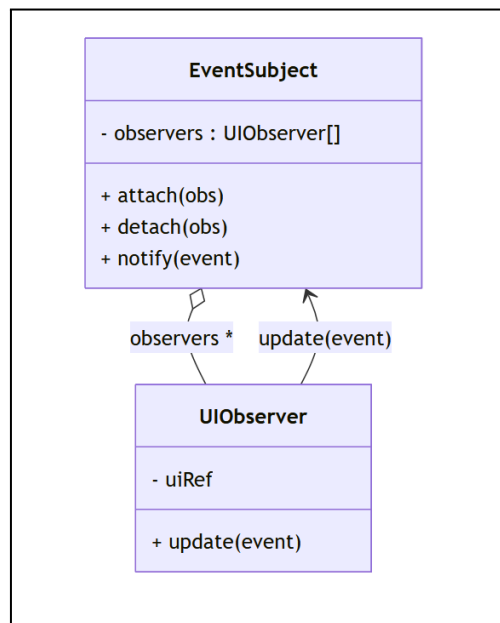 EventSubject
- observers : UIObserver[]
+ attach(obs)
+ detach(obs)
+ notify(event)
observers * update(event)
UIObserver
- uiRef
+ update(event)